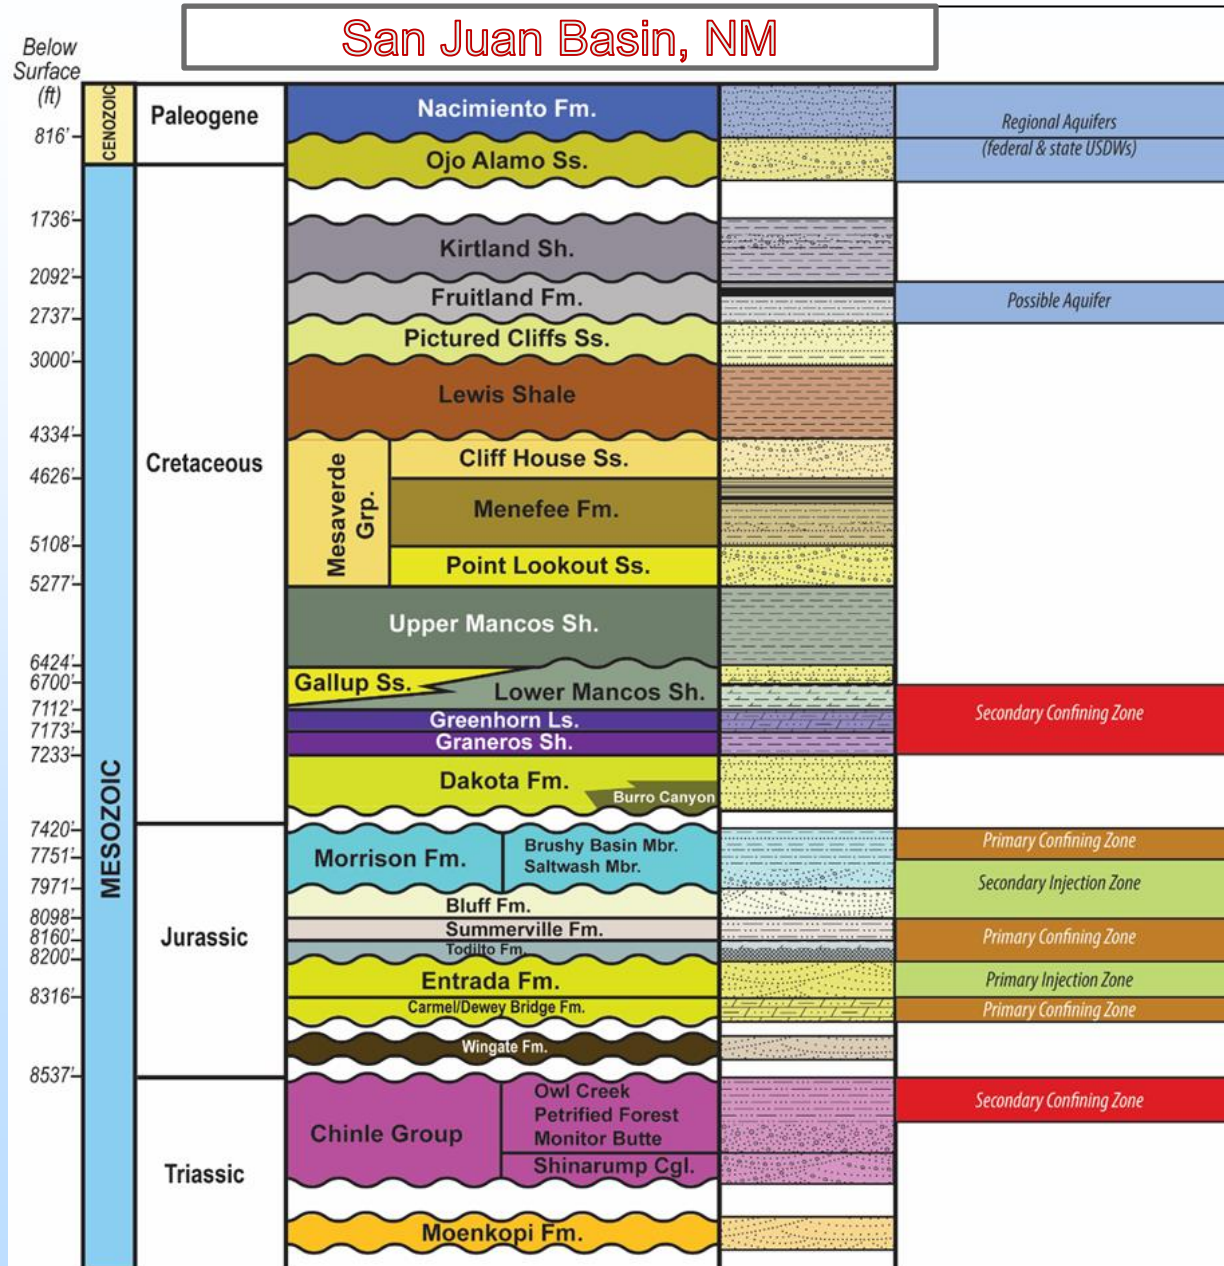 San Juan Basin, NM
Below
Surface
(ft)
816'
1736'
2092'
2737'
3000'
4334'
4626'
5108'
5277'
6424'
6700'
7112'
7173'
7233'
7420'
7751'
7971'
8098'
8160'
8200'
8316'
8537'
CENOZOIC
MESOZOIC
Paleogene
Cretaceous
Jurassic
Triassic
Nacimiento Fm.
Ojo Alamo Ss.
Kirtland Sh.
Fruitland Fm.
Pictured Cliffs Ss.
Lewis Shale
Mesaverde
Grp.
Cliff House Ss.
Menefee Fm.
Point Lookout Ss.
Upper Mancos Sh.
Gallup Ss.
Lower Mancos Sh.
Greenhorn Ls.
Graneros Sh.
Dakota Fm.
Burro Canyon
Morrison Fm.
Brushy Basin Mbr.
Saltwash Mbr.
Bluff Fm.
Summerville Fm.
Todilto Fm.
Entrada Fm.
Carmel/Dewey Bridge Fm.
Wingate Fm.
Chinle Group
Owl Creek
Petrified Forest
Monitor Butte
Shinarump Cgl.
Moenkopi Fm.
Regional Aquifers
(federal & state USDWs)
Possible Aquifer
Secondary Confining Zone
Primary Confining Zone
Secondary Injection Zone
Primary Confining Zone
Primary Injection Zone
Primary Confining Zone
Secondary Confining Zone